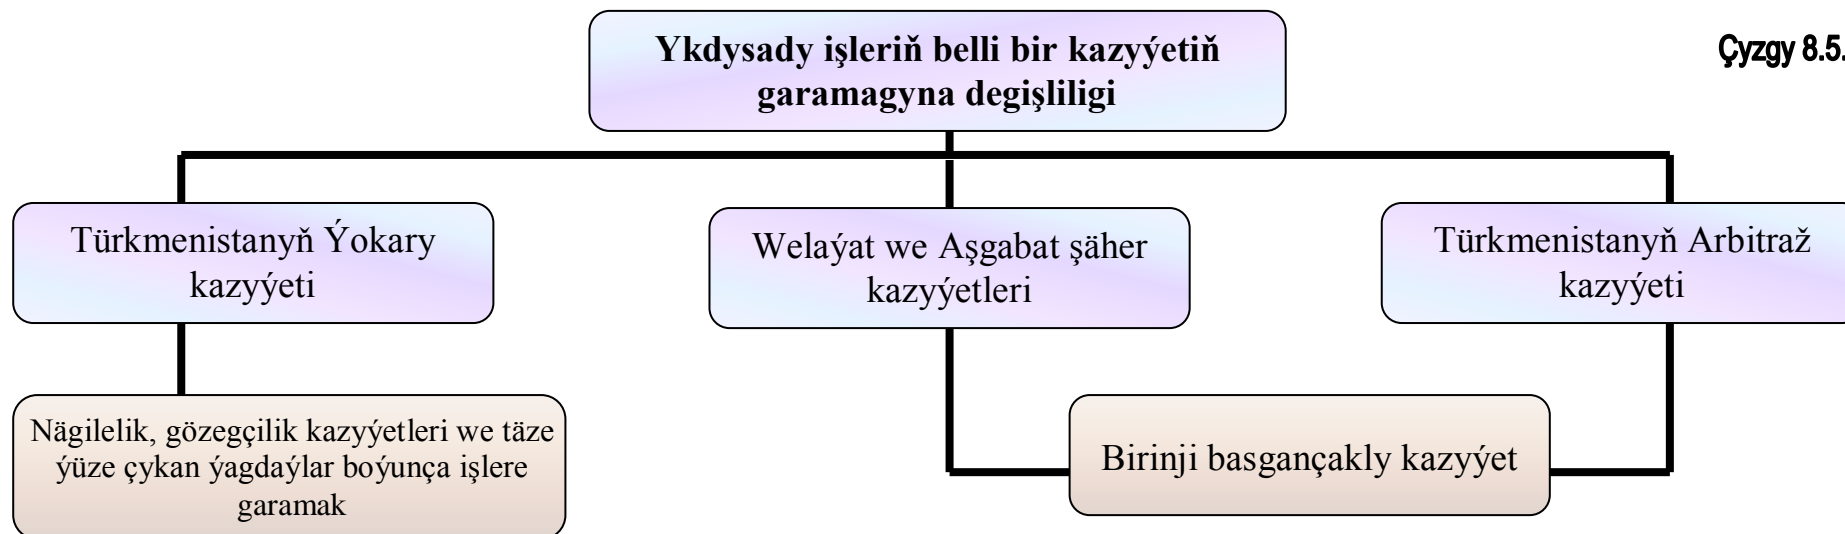 Çyzgy 8.5.
Ykdysady işleriň belli bir kazyýetiň
garamagyna degişliligi
Türkmenistanyň Ýokary
kazyýeti
Welaýat we Aşgabat şäher
kazyýetleri
Türkmenistanyň Arbitraž
kazyýeti
Nägilelik, gözegçilik kazyýetleri we täze
ýüze çykan ýagdaýlar boýunça işlere
garamak
Birinji basgançakly kazyýet